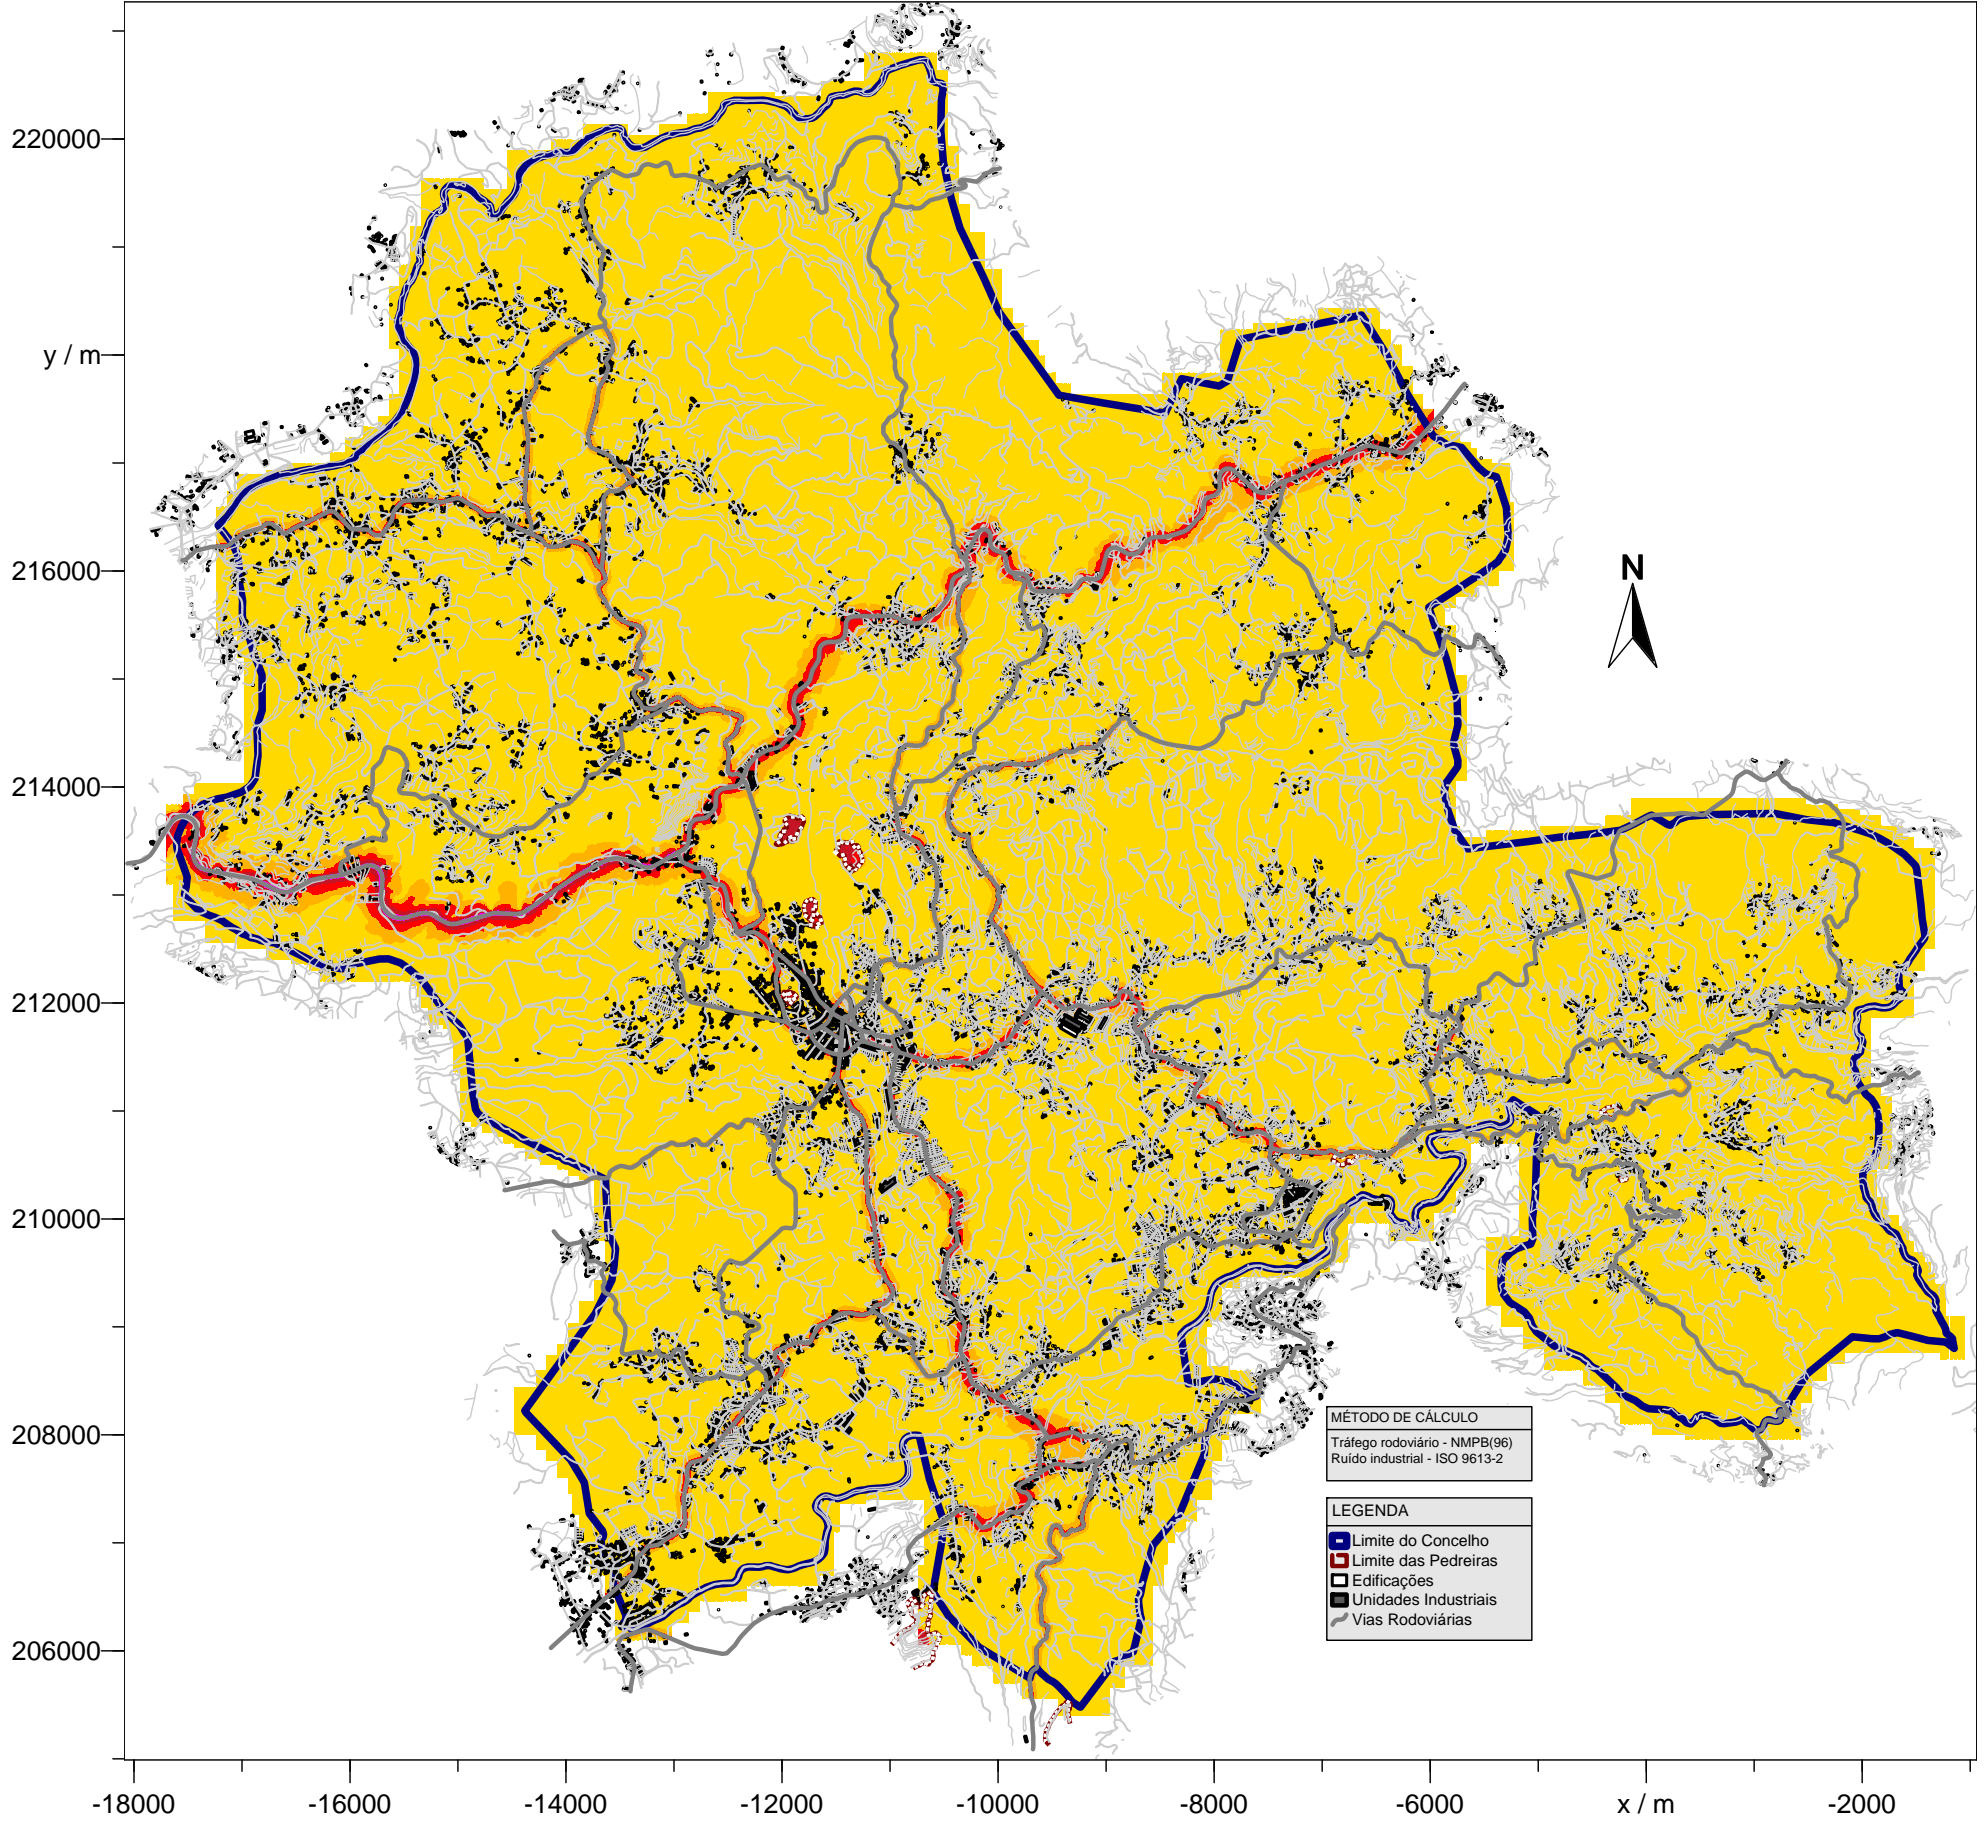 220000
y / m
216000
214000
212000
210000
208000
206000
N
MÉTODO DE CÁLCULO
Tráfego rodoviário - NMPB(96)
Ruído industrial - ISO 9613-2
LEGENDA
Limite do Concelho
Limite das Pedreiras
Edificações
Unidades Industriais
Vias Rodoviárias
-18000 -16000 -14000 -12000 -10000 -8000 -6000 x / m -2000